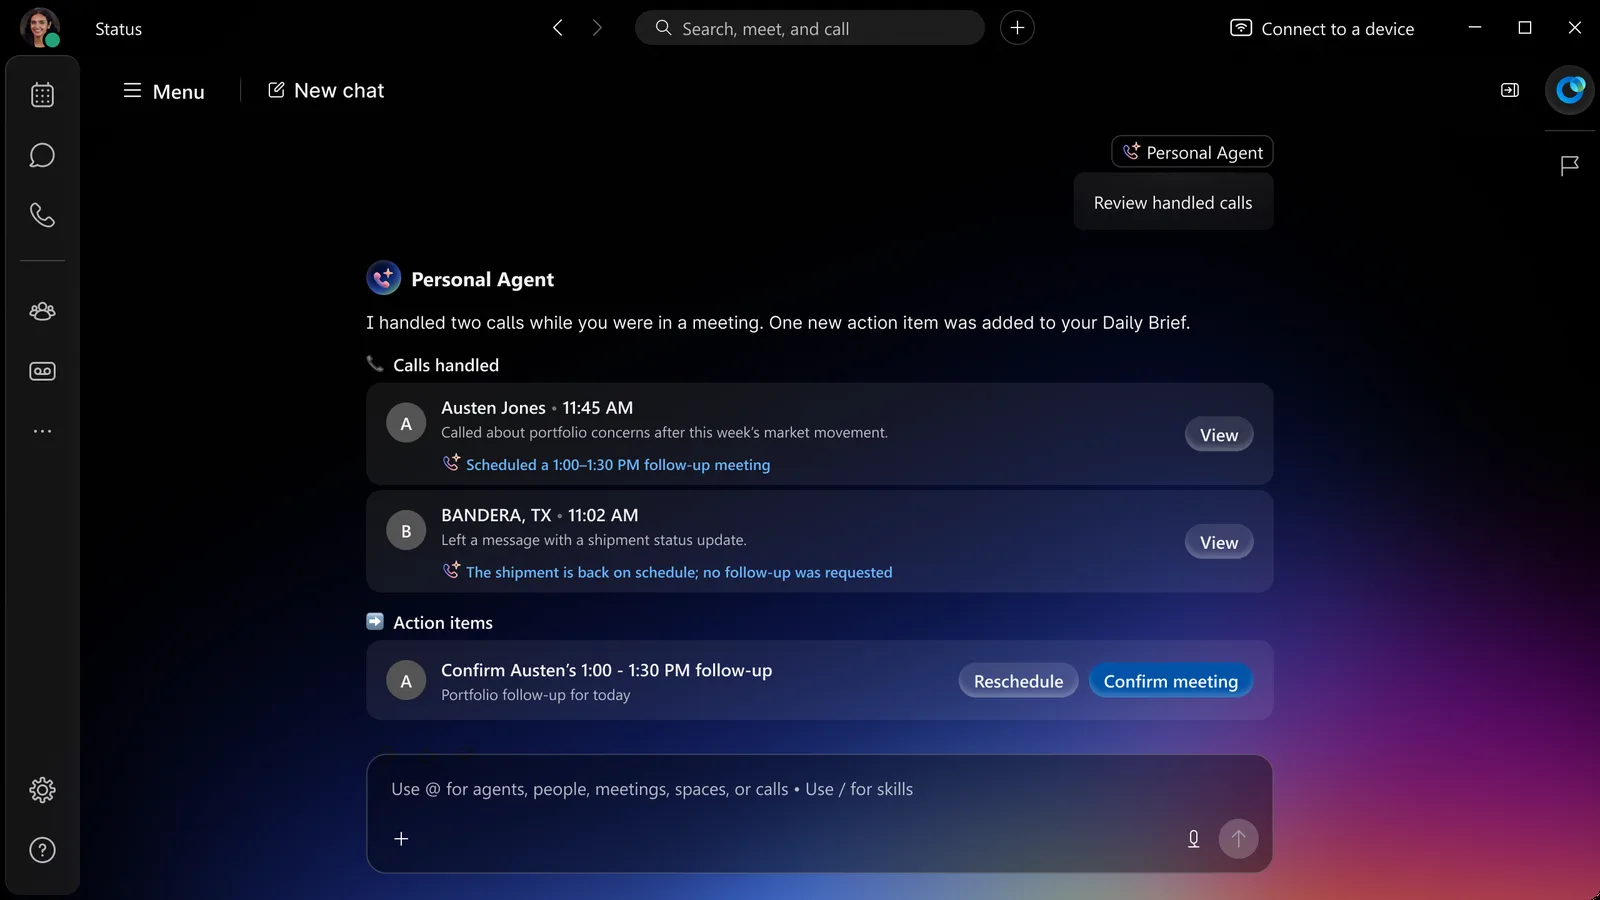 Status
Search, meet, and call
Connect to a device
Menu
New chat
Personal Agent
Review handled calls
Personal Agent
I handled two calls while you were in a meeting. One new action item was added to your Daily Brief.
Calls handled
A
Austen Jones • 11:45 AM
Called about portfolio concerns after this week’s market movement.
Scheduled a 1:00–1:30 PM follow-up meeting
View
B
BANDERA, TX • 11:02 AM
Left a message with a shipment status update.
The shipment is back on schedule; no follow-up was requested
View
Action items
A
Confirm Austen’s 1:00 - 1:30 PM follow-up
Portfolio follow-up for today
Reschedule
Confirm meeting
Use @ for agents, people, meetings, spaces, or calls • Use / for skills